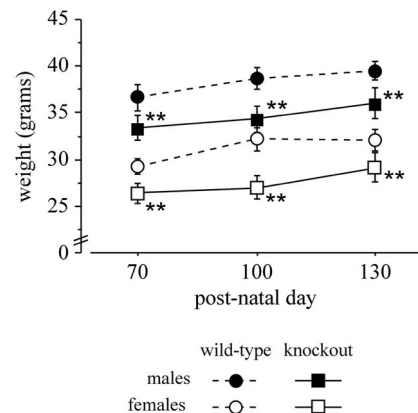 45
40
35
30
25
0
weight (grams)
**
**
**
**
**
**
70 100 130
post-natal day
wild-type knockout
males
females